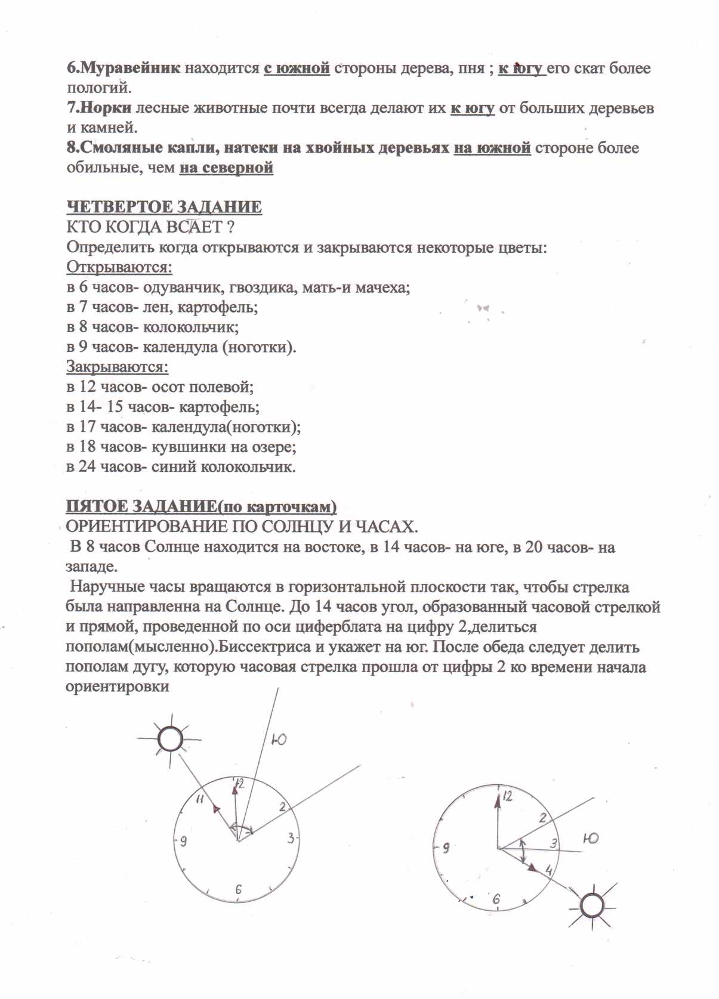 6.Муравейник находится с южной стороны дерева, пня ; к югу его скат более
пологий.
7.Норки лесные животные почти всегда делают их к югу от больших деревьев
и камней.
8.Смоляные капли, натеки на хвойных деревьях на южной стороне более
обильные, чем на северной
ЧЕТВЕРТОЕ ЗАДАНИЕ
КТО КОГДА ВСТАЕТ ?
Определить когда открываются и закрываются некоторые цветы:
Открываются:
в 6 часов- одуванчик, гвоздика, мать-и мачеха;
в 7 часов- лен, картофель;
в 8 часов- колокольчик;
в 9 часов- календула (ноготки).
Закрываются:
в 12 часов- осот полевой;
в 14- 15 часов- картофель;
в 17 часов- календула(ноготки);
в 18 часов- кувшинки на озере;
в 24 часов- синий колокольчик.
ПЯТОЕ ЗАДАНИЕ(по карточкам)
ОРИЕНТИРОВАНИЕ ПО СОЛНЦУ И ЧАСАХ.
В 8 часов Солнце находится на востоке, в 14 часов- на юге, в 20 часов- на
западе.
Наручные часы вращаются в горизонтальной плоскости так, чтобы стрелка
была направленна на Солнце. До 14 часов угол, образованный часовой стрелкой
и прямой, проведенной по оси циферблата на цифру 2,делиться
пополам(мысленно).Биссектриса и укажет на юг. После обеда следует делить
пополам дугу, которую часовая стрелка прошла от цифры 2 ко времени начала
ориентировки
Ю
12
11
2
9
3
6
12
2
Ю
9
3
4
6